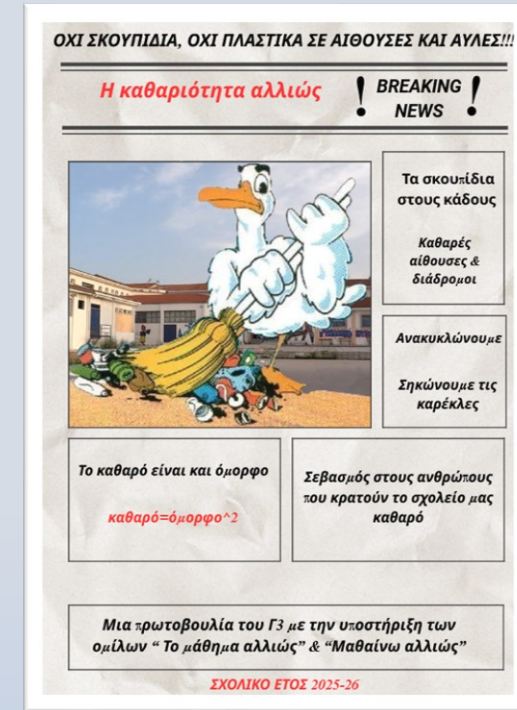 ΟΧΙ ΣΚΟΥΠΙΔΙΑ, ΟΧΙ ΠΛΑΣΤΙΚΑ ΣΕ ΑΙΘΟΥΣΕΣ ΚΑΙ ΑΥΛΕΣ!!!
Η καθαριότητα αλλιώς
! BREAKING !
NEWS
Τα σκουπίδια
στους κάδους
Καθαρές
αίθουσες &
διάδρομοι
Ανακυκλώνουμε
Σηκώνουμε τις
καρέκλες
Το καθαρό είναι και όμορφο
καθαρό=όμορφο^2
Σεβασμός στους ανθρώπους
που κρατούν το σχολείο μας
καθαρό
Μια πρωτοβουλία του Γ3 με την υποστήριξη των
ομίλων “ Το μάθημα αλλιώς” & “Μαθαίνω αλλιώς”
ΣΧΟΛΙΚΟ ΕΤΟΣ 2025-26